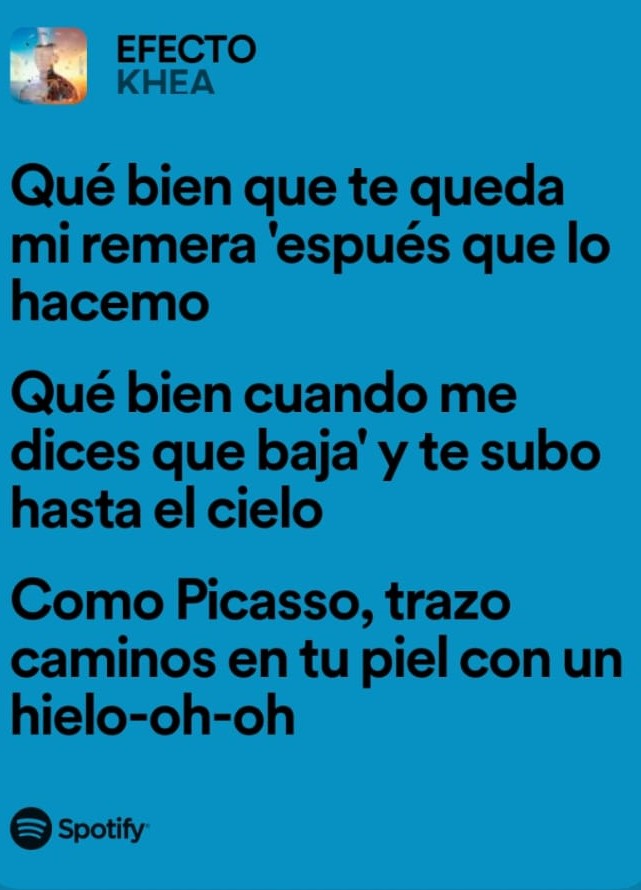 EFECTO
KHEA
Qué bien que te queda
mi remera 'espués que lo
hacemo
Qué bien cuando me
dices que baja' y te subo
hasta el cielo
Como Picasso, trazo
caminos en tu piel con un
hielo-oh-oh
Spotify